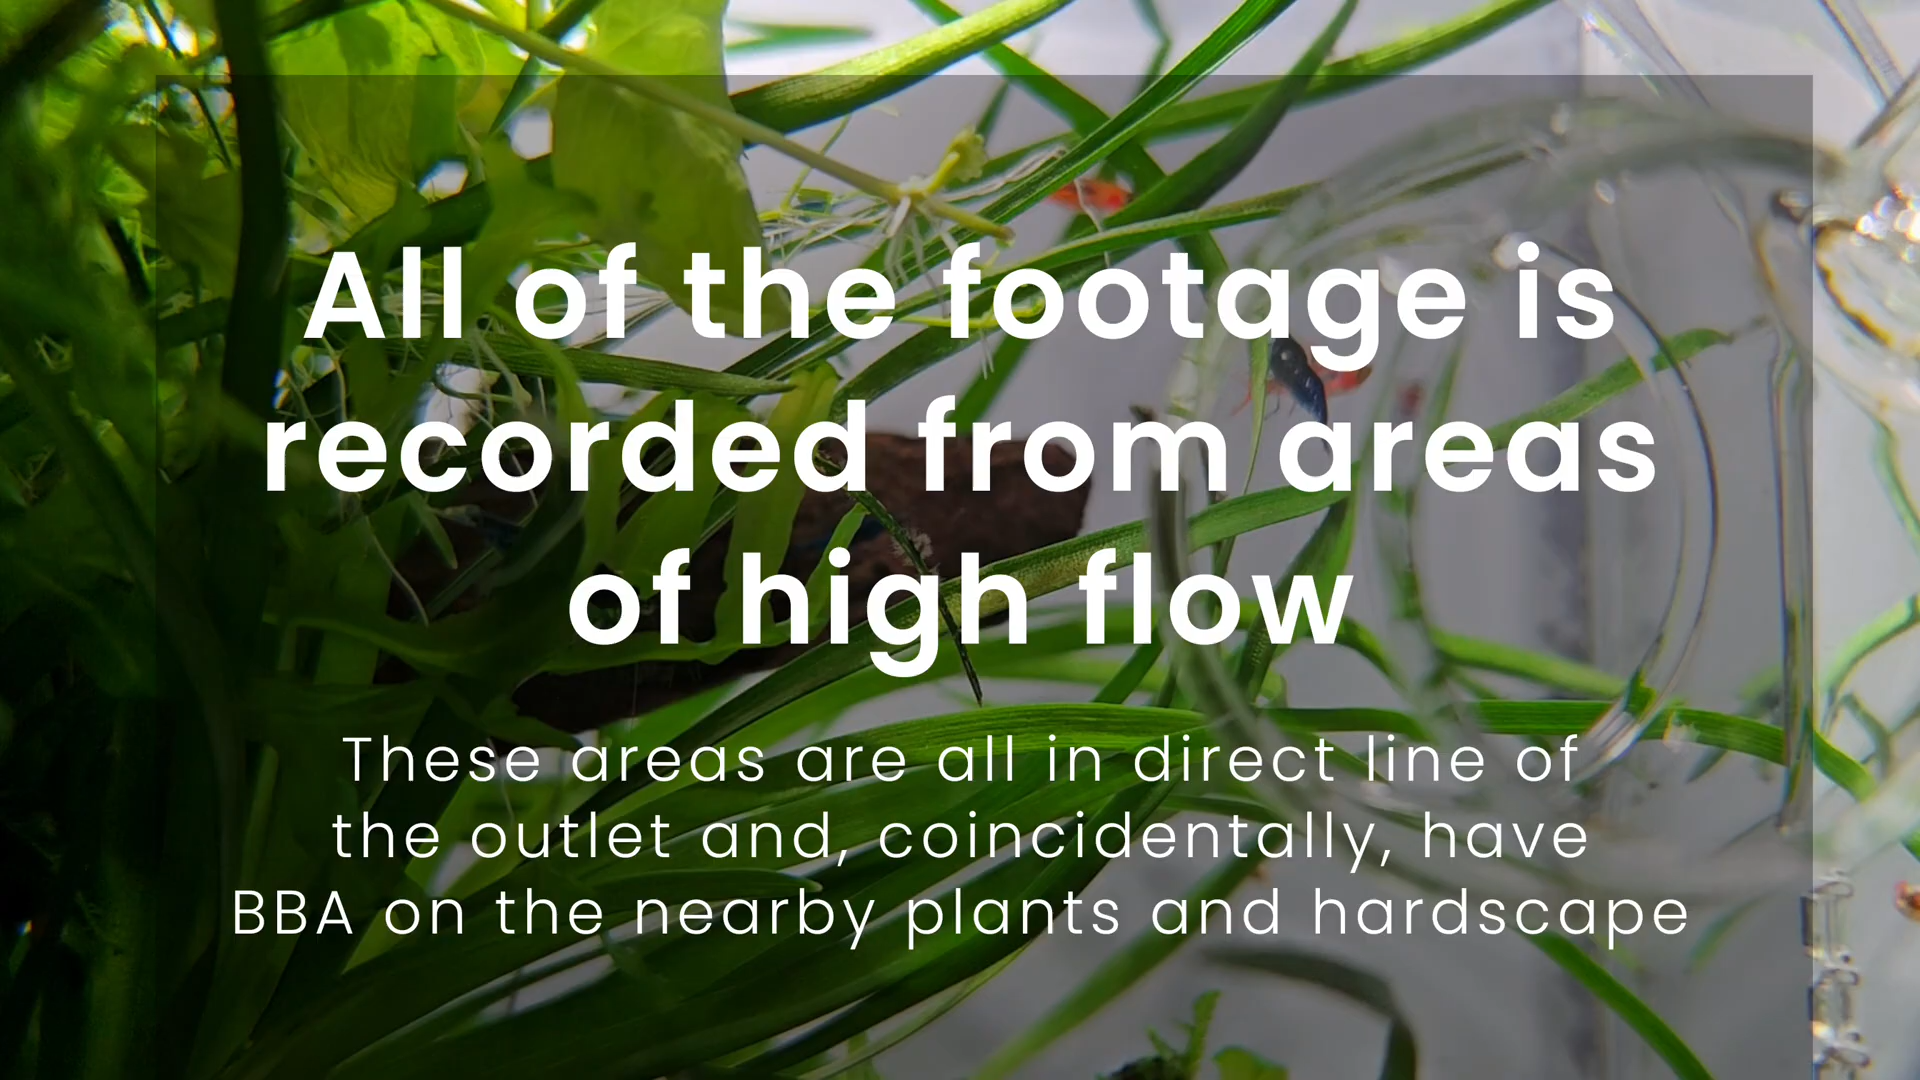 All of the footage is
recorded from areas
of high flow
These areas are all in direct line of
the outlet and, coincidentally, have
BBA on the nearby plants and hardscape